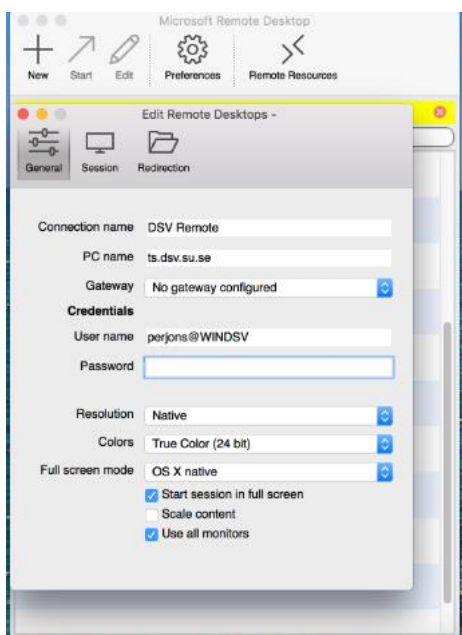 Microsoft Remote Desktop
New Start Edit Preferences Remote Resources
Edit Remote Desktops -
General Session Redirection
Connection name DSV Remote
PC name ts.dsv.su.se
Gateway No gateway configured
Credentials
User name perjons@WINDSV
Password
Resolution Native
Colors True Color (24 bit)
Full screen mode OS X native
Start session in full screen
Scale content
Use all monitors